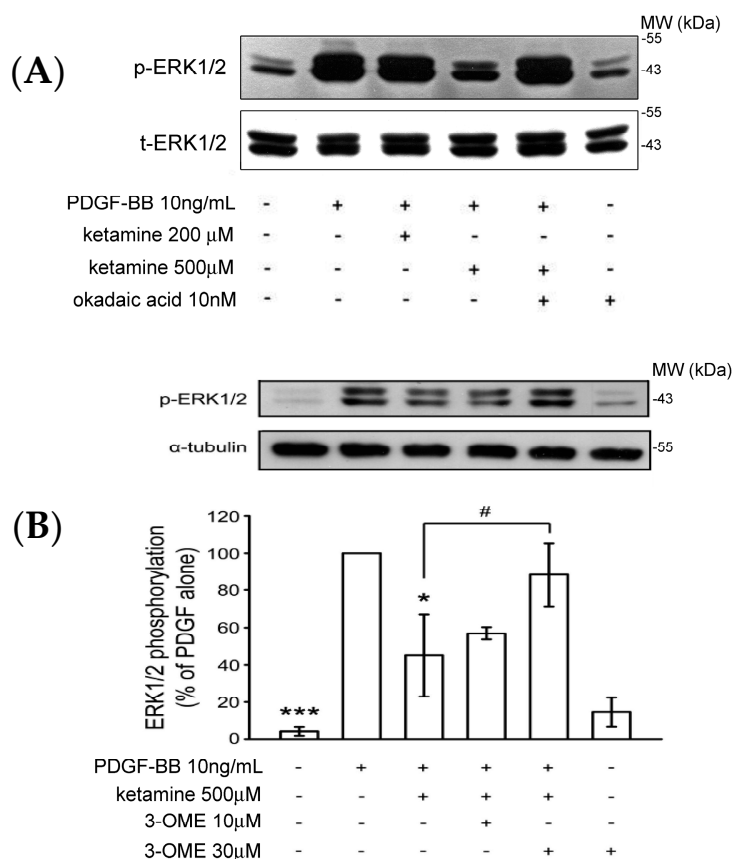 MW (kDa)
(A)
p-ERK1/2
-55
-43
t-ERK1/2
-55
-43
PDGF-BB 10ng/mL - + + + + -
ketamine 200 μM - - + - - -
ketamine 500μM - - - + + -
okadaic acid 10nM - - - - + +
MW (kDa)
p-ERK1/2 -43
α-tubulin -55
(B)
ERK1/2 phosphorylation
(% of PDGF alone)
120
100
80
60
40
20
0
#
*
***
PDGF-BB 10ng/mL - + + + + -
ketamine 500μM - - + + + -
3-OME 10μM - - - + - -
3-OME 30μM - - - - + +